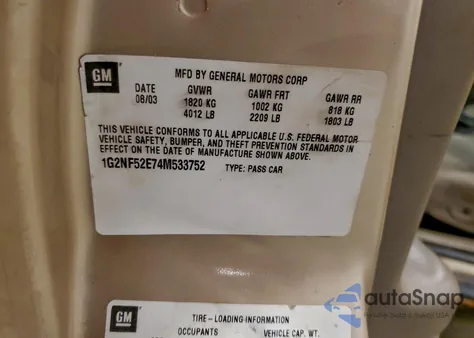 GM
MFD BY GENERAL MOTORS CORP
DATE GVWR GAWR FRT GAWR RR
08/03 1820 KG 1002 KG 818 KG
4012 LB 2209 LB 1803 LB
THIS VEHICLE CONFORMS TO ALL APPLICABLE U.S. FEDERAL MOTOR
VEHICLE SAFETY, BUMPER, AND THEFT PREVENTION STANDARDS IN
EFFECT ON THE DATE OF MANUFACTURE SHOWN ABOVE.
1G2NF52E74M533752 TYPE: PASS CAR
GM
TIRE-LOADING INFORMATION
OCCUPANTS VEHICLE CAP. WT.
autoSnap